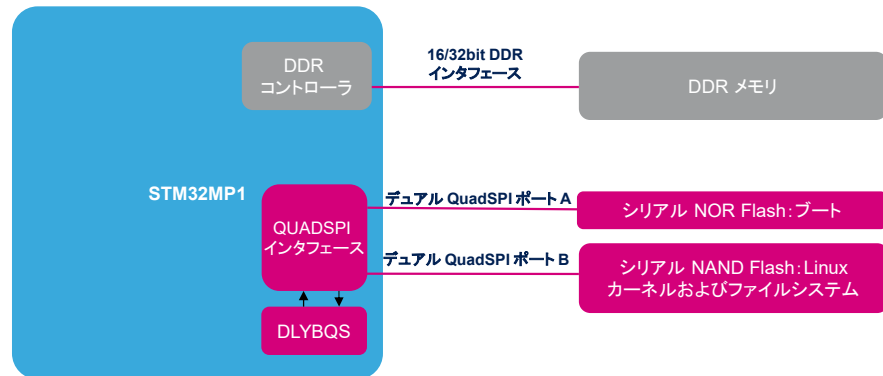 DDR
コントローラ
16/32bit DDR
インタフェース
DDR メモリ
STM32MP1
QUADSPI
インタフェース
デュアル QuadSPI ポート A
シリアル NOR Flash：ブート
デュアル QuadSPI ポート B
シリアル NAND Flash：Linux
カーネルおよびファイルシステム
DLYBQS